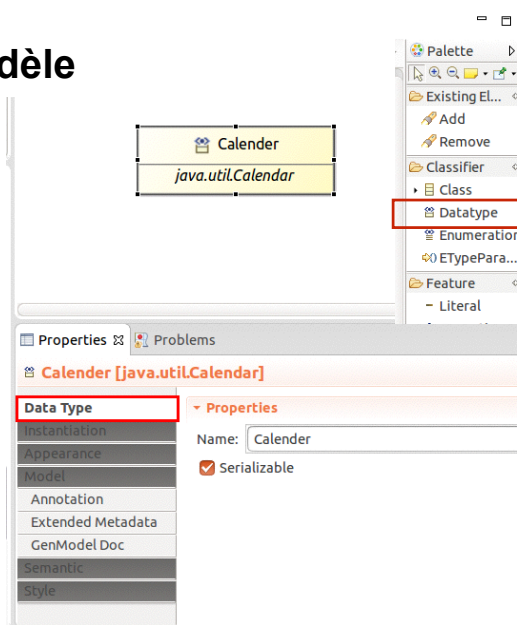 dèle
Palette
Existing El...
Add
Remove
Calender
java.util.Calendar
Classifier
Class
Datatype
Enumeration
ETypePara...
Feature
Literal
Properties
Problems
Calender [java.util.Calendar]
Data Type
Instantiation
Appearance
Model
Annotation
Extended Metadata
GenModel Doc
Semantic
Style
Properties
Name: Calender
Serializable